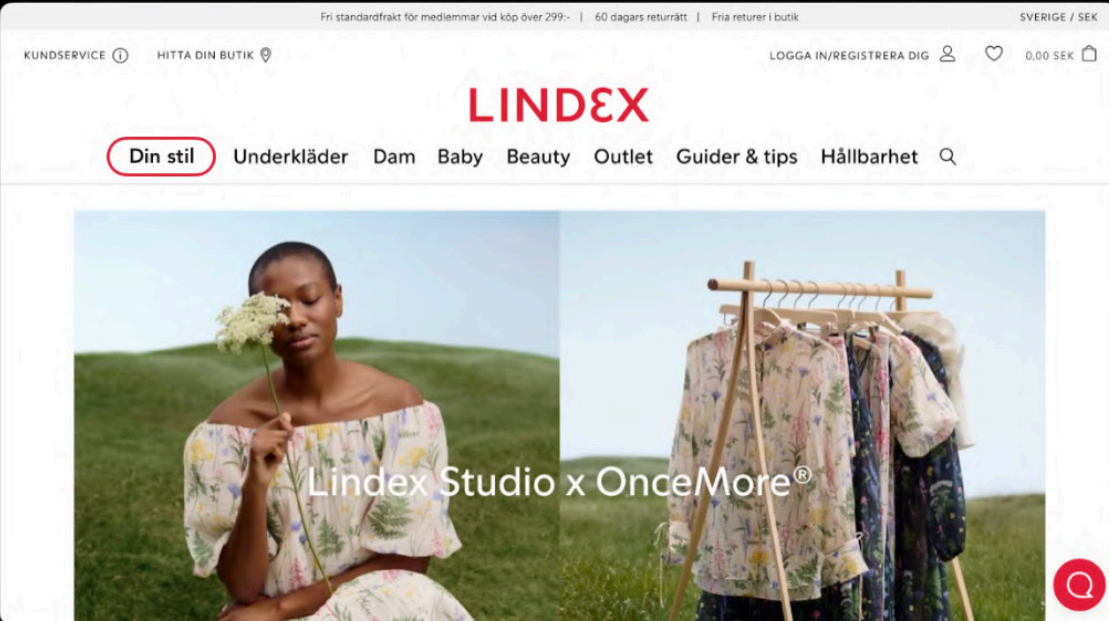 Fri standardfrakt för medlemmar vid köp över 299:- | 60 dagars returrätt | Fria returer i butik
SVERIGE / SEK
KUNDSERVICE
HITTA DIN BUTIK
LOGGA IN/REGISTRERA DIG
0,00 SEK
LINDEX
Din stil
Underkläder
Dam
Baby
Beauty
Outlet
Guider & tips
Hållbarhet
Lindex Studio x OnceMore®